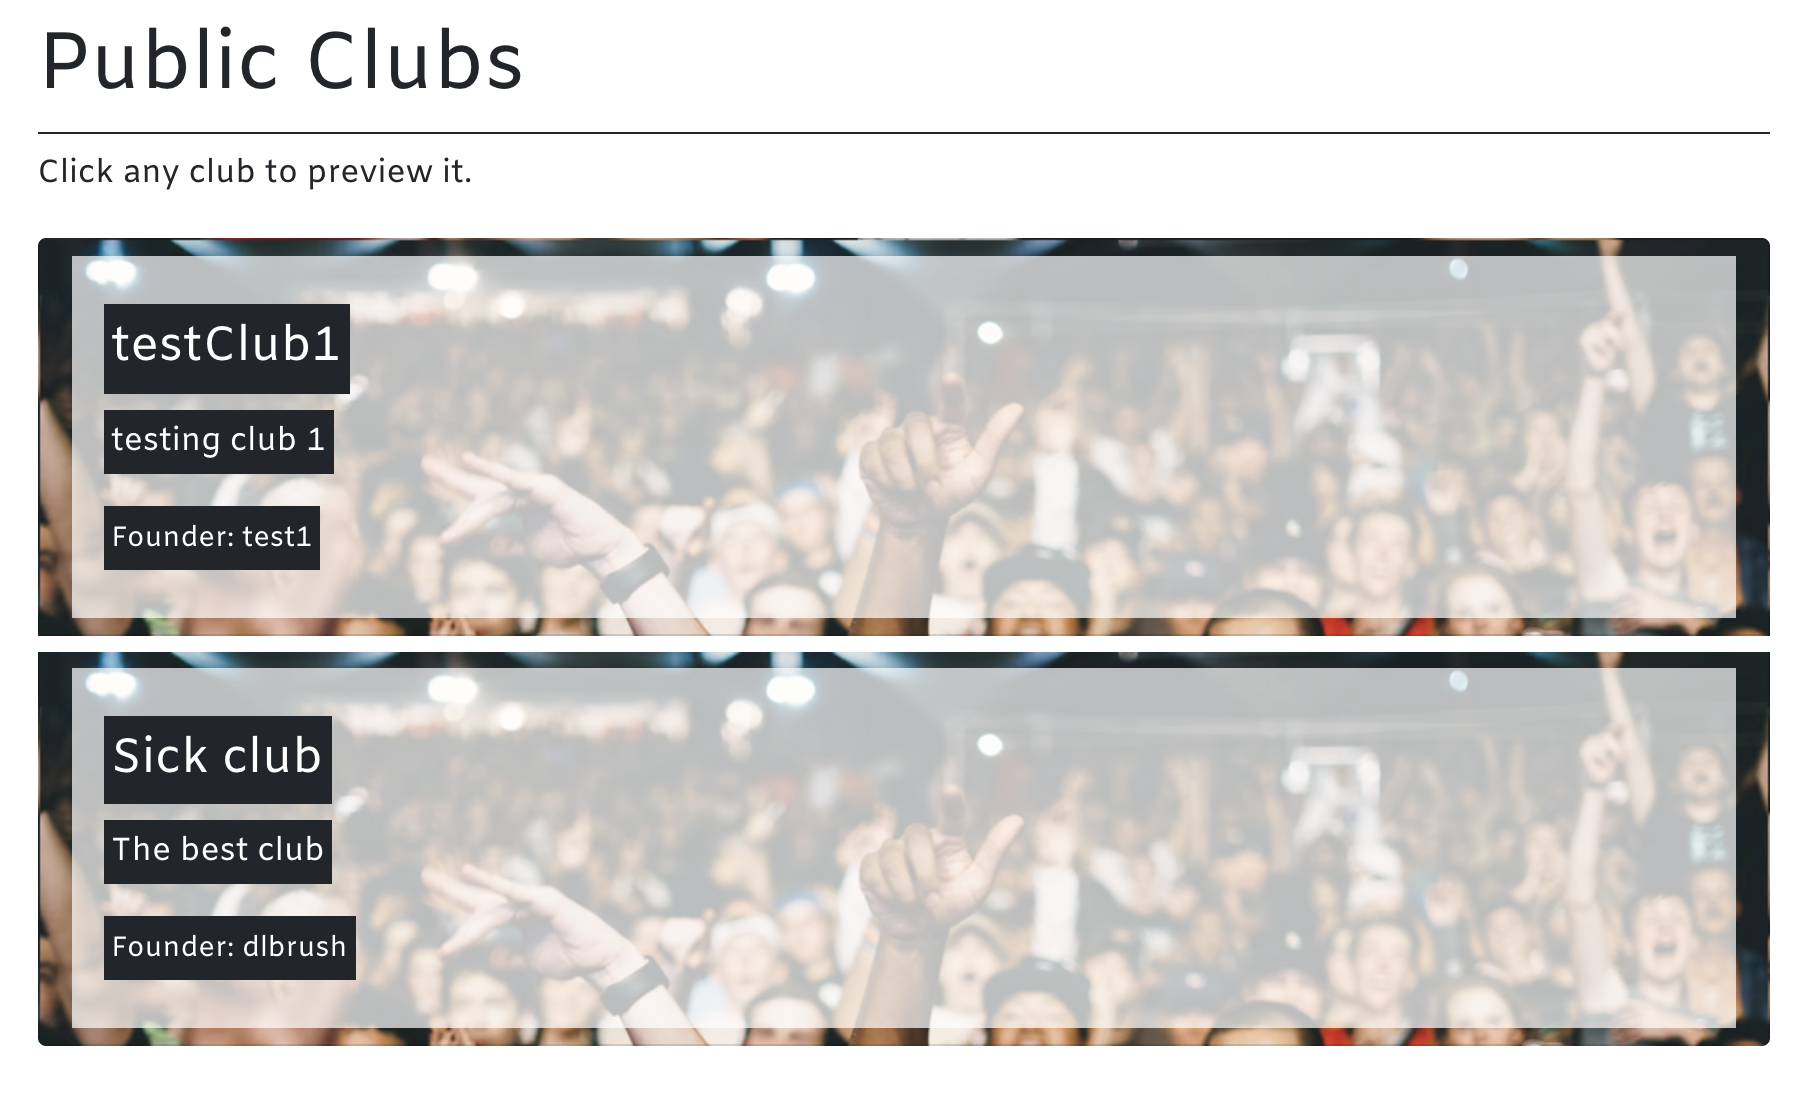 Public Clubs
Click any club to preview it.
testClub1
testing club 1
Founder: test1
Sick club
The best club
Founder: dlbrush